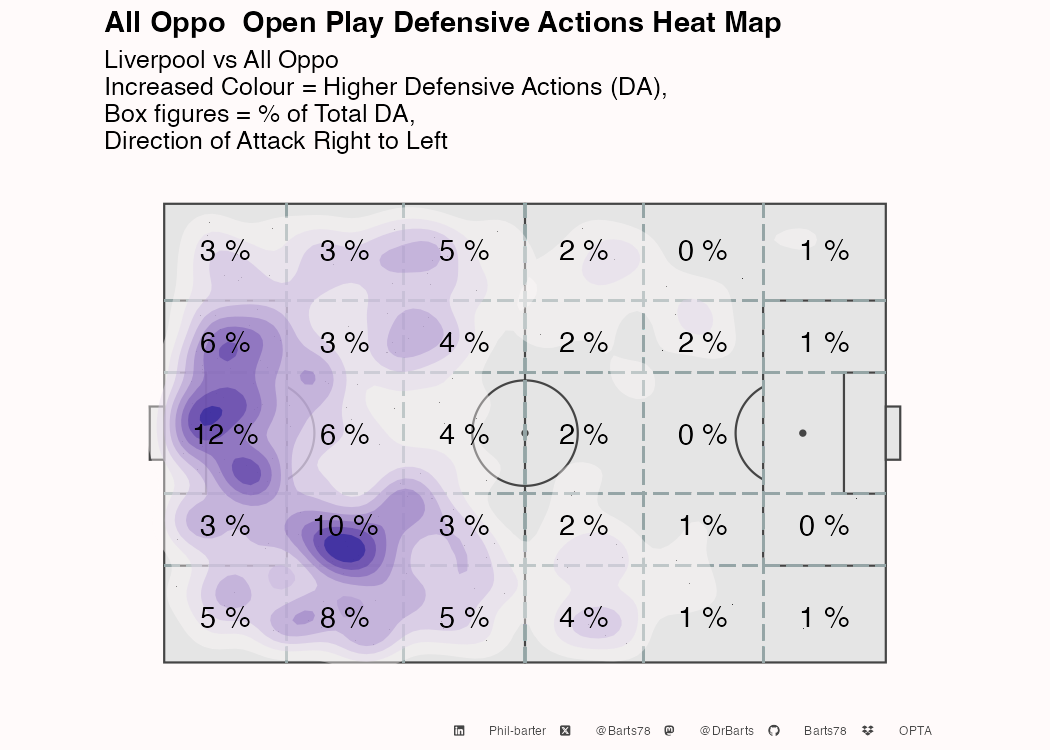 All Oppo  Open Play Defensive Actions Heat Map
Liverpool vs All Oppo
Increased Colour = Higher Defensive Actions (DA),
Box figures = % of Total DA,
Direction of Attack Right to Left
3 % 3 % 5 % 2 % 0 % 1 %
6 % 3 % 4 % 2 % 2 % 1 %
12 % 6 % 4 % 2 % 0 %
3 % 10 % 3 % 2 % 1 % 0 %
5 % 8 % 5 % 4 % 1 % 1 %
Phil-barter @Barts78 @DrBarts Barts78 OPTA